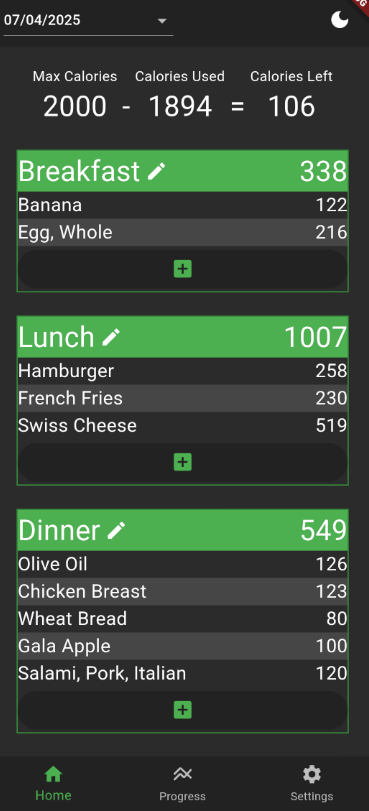 07/04/2025
Max Calories Calories Used Calories Left
2000 - 1894 = 106
Breakfast 338
Banana 122
Egg, Whole 216
Lunch 1007
Hamburger 258
French Fries 230
Swiss Cheese 519
Dinner 549
Olive Oil 126
Chicken Breast 123
Wheat Bread 80
Gala Apple 100
Salami, Pork, Italian 120
Home Progress Settings